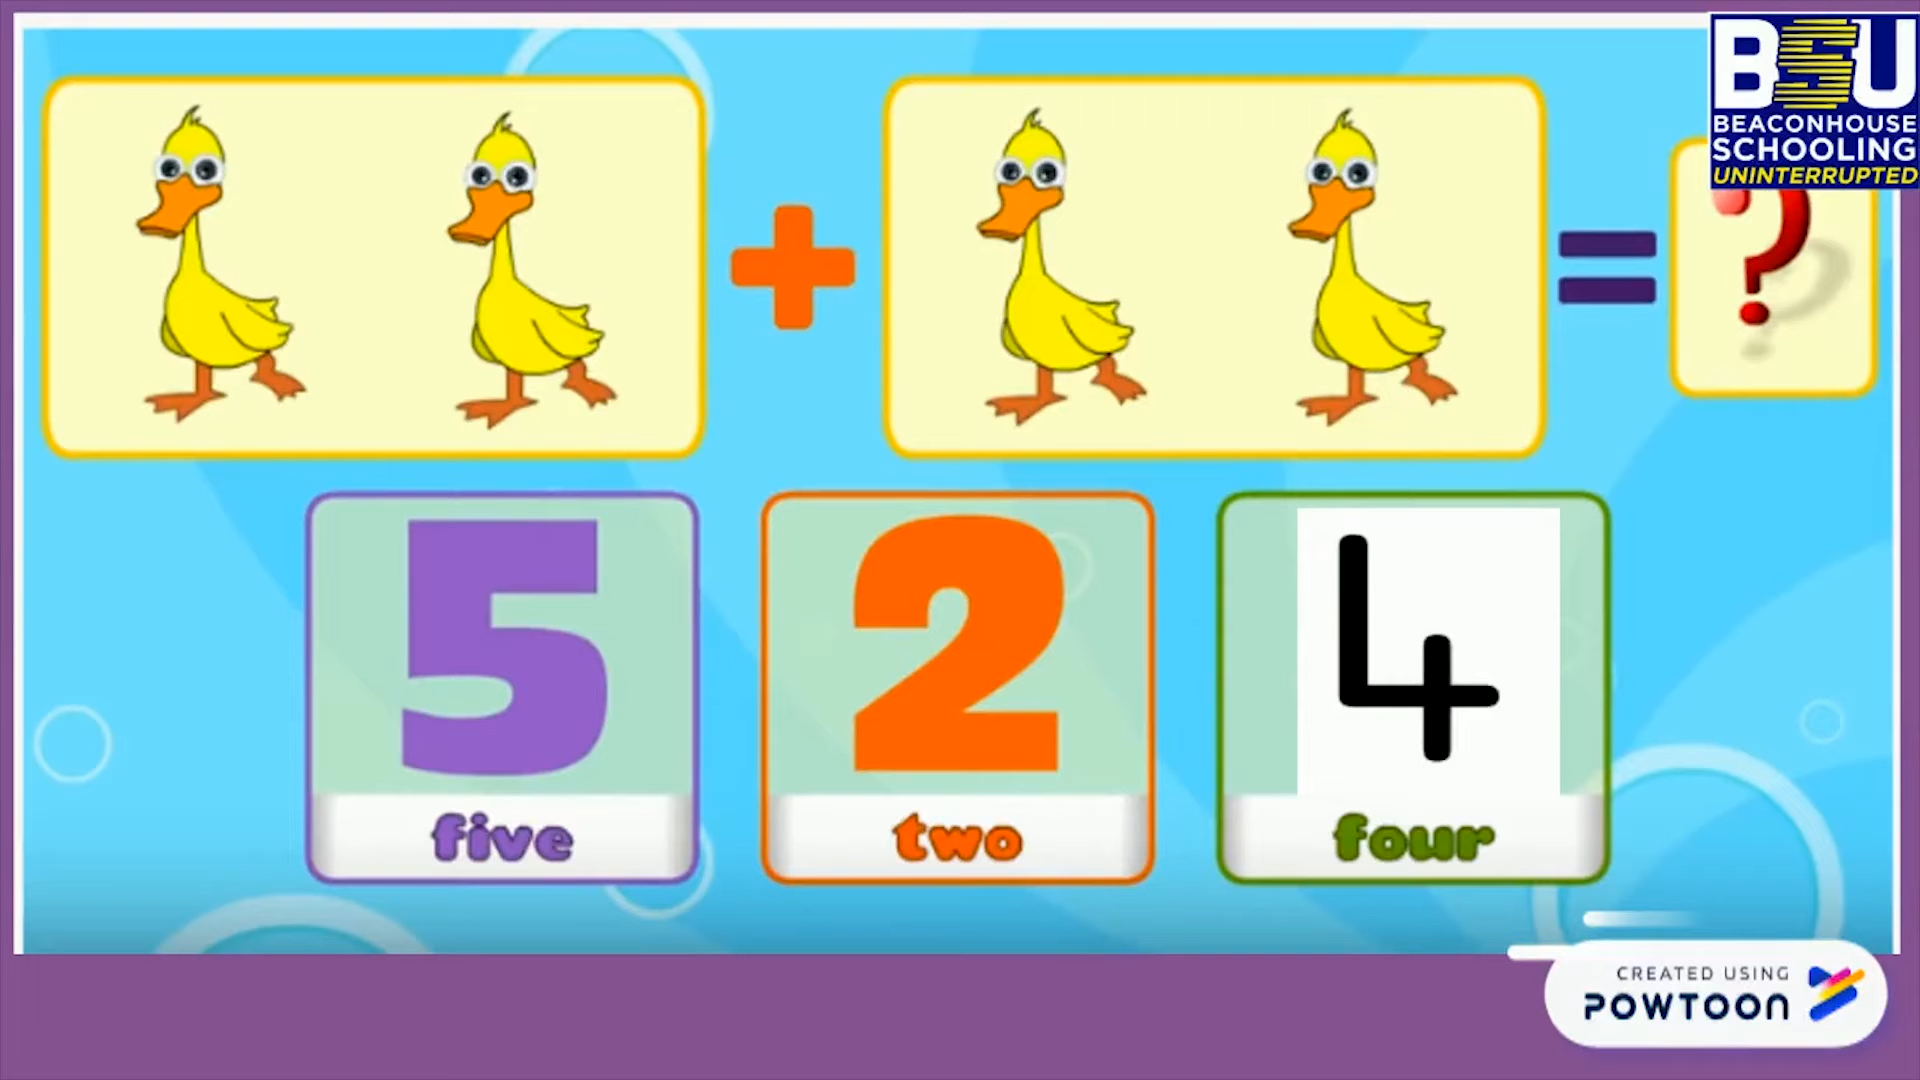 BSU
BEACONHOUSE
SCHOOLING
UNINTERRUPTED
+ = ?
5 2 4
five two four
CREATED USING
POWTOON